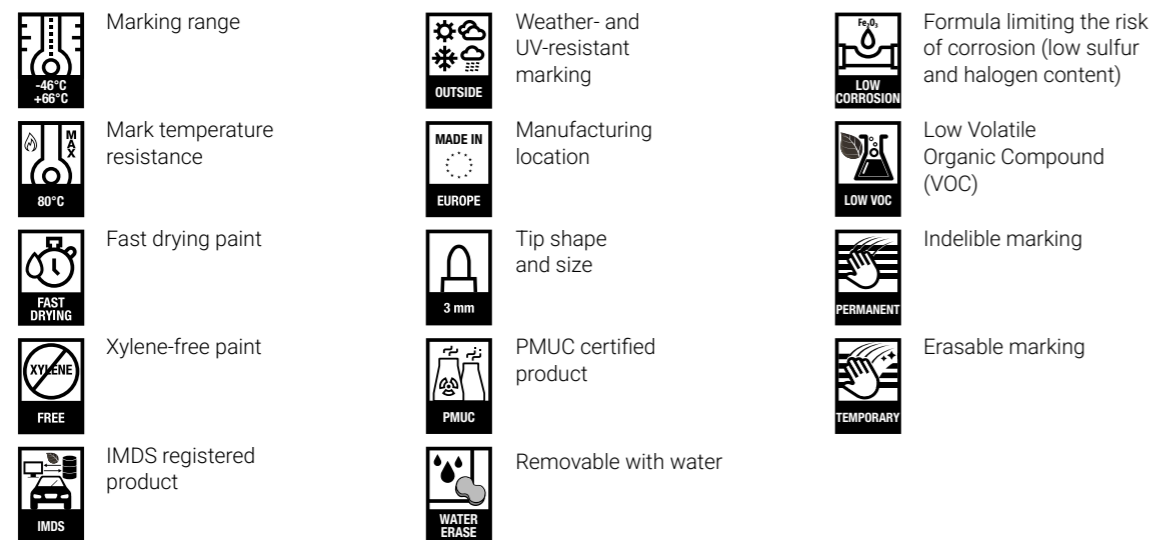 -46°C
+66°C
Marking range
MAX
80°C
Mark temperature
resistance
FAST
DRYING
Fast drying paint
XYLENE
FREE
Xylene-free paint
IMDS
IMDS registered
product
OUTSIDE
Weather- and
UV-resistant
marking
MADE IN
EUROPE
Manufacturing
location
3 mm
Tip shape
and size
PMUC
PMUC certified
product
WATER
ERASE
Removable with water
Fe₂O₃
LOW
CORROSION
Formula limiting the risk
of corrosion (low sulfur
and halogen content)
LOW VOC
Low Volatile
Organic Compound
(VOC)
PERMANENT
Indelible marking
TEMPORARY
Erasable marking